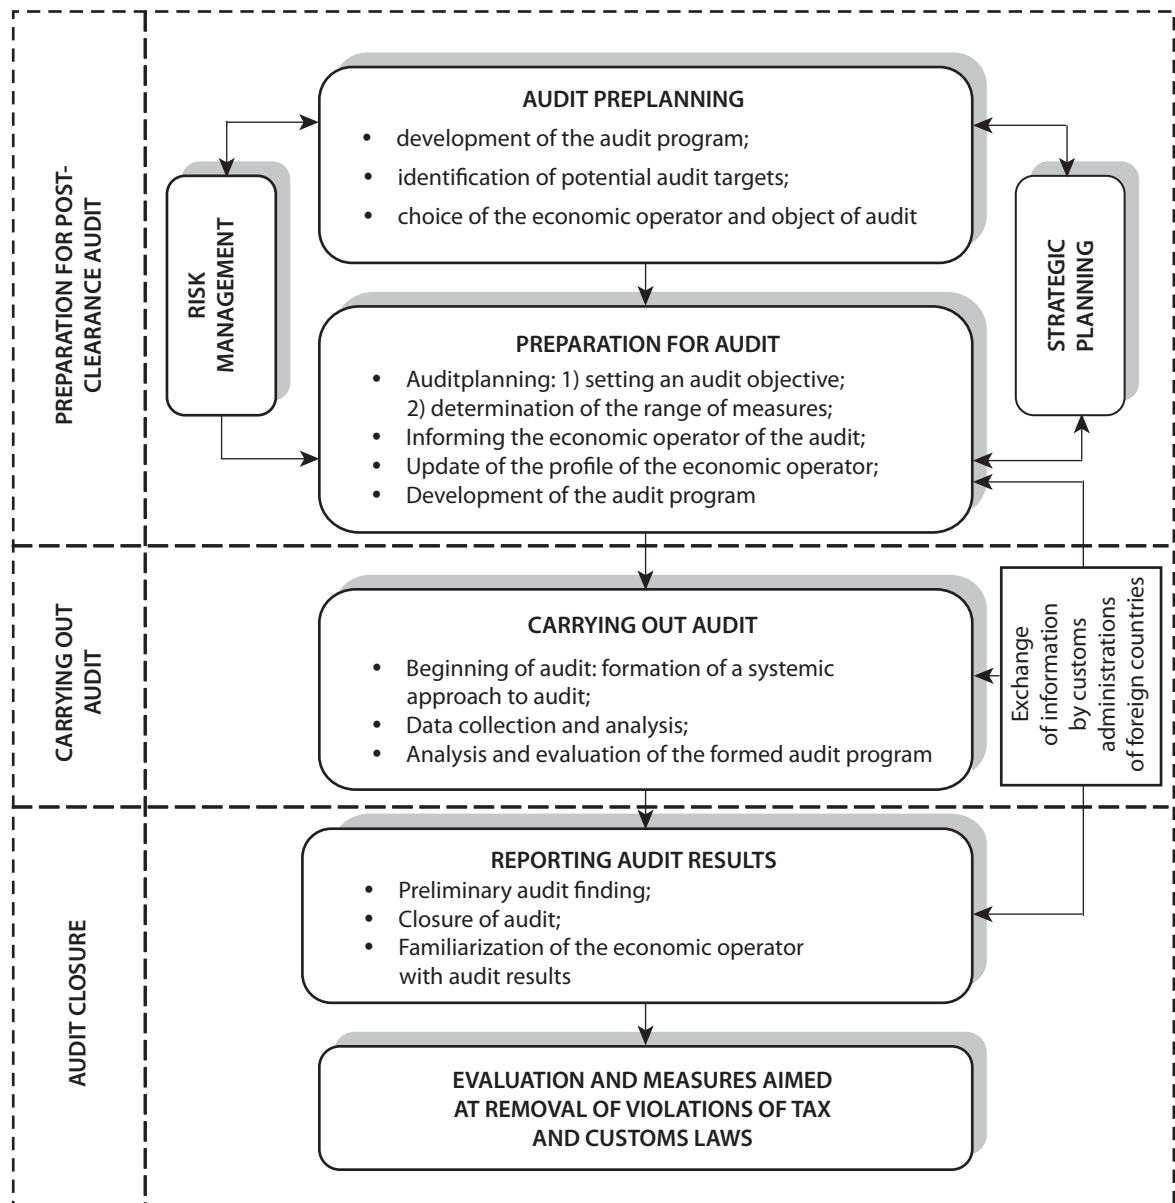 PREPARATION FOR POST-
CLEARANCE AUDIT
AUDIT PREPLANNING
• development of the audit program;
• identification of potential audit targets;
• choice of the economic operator and object of audit
RISK
MANAGEMENT
STRATEGIC
PLANNING
PREPARATION FOR AUDIT
• Auditplanning: 1) setting an audit objective;
2) determination of the range of measures;
• Informing the economic operator of the audit;
• Update of the profile of the economic operator;
• Development of the audit program
CARRYING OUT
AUDIT
CARRYING OUT AUDIT
• Beginning of audit: formation of a systemic
approach to audit;
• Data collection and analysis;
• Analysis and evaluation of the formed audit program
Exchange
of information
by customs
administrations
of foreign countries
AUDIT CLOSURE
REPORTING AUDIT RESULTS
• Preliminary audit finding;
• Closure of audit;
• Familiarization of the economic operator
with audit results
EVALUATION AND MEASURES AIMED
AT REMOVAL OF VIOLATIONS OF TAX
AND CUSTOMS LAWS